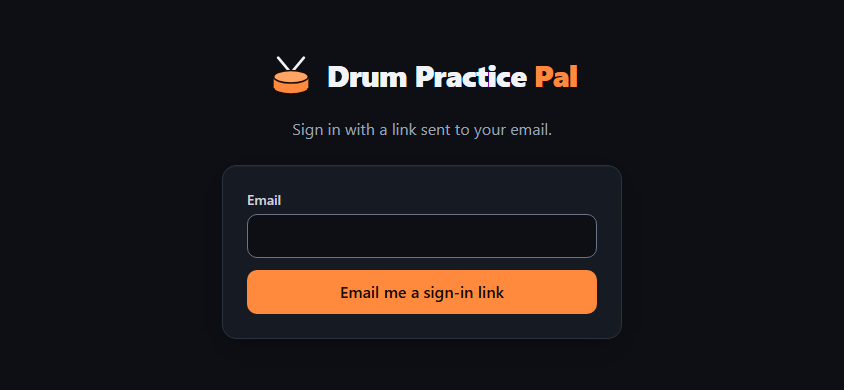 Drum Practice Pal
Sign in with a link sent to your email.
Email
Email me a sign-in link